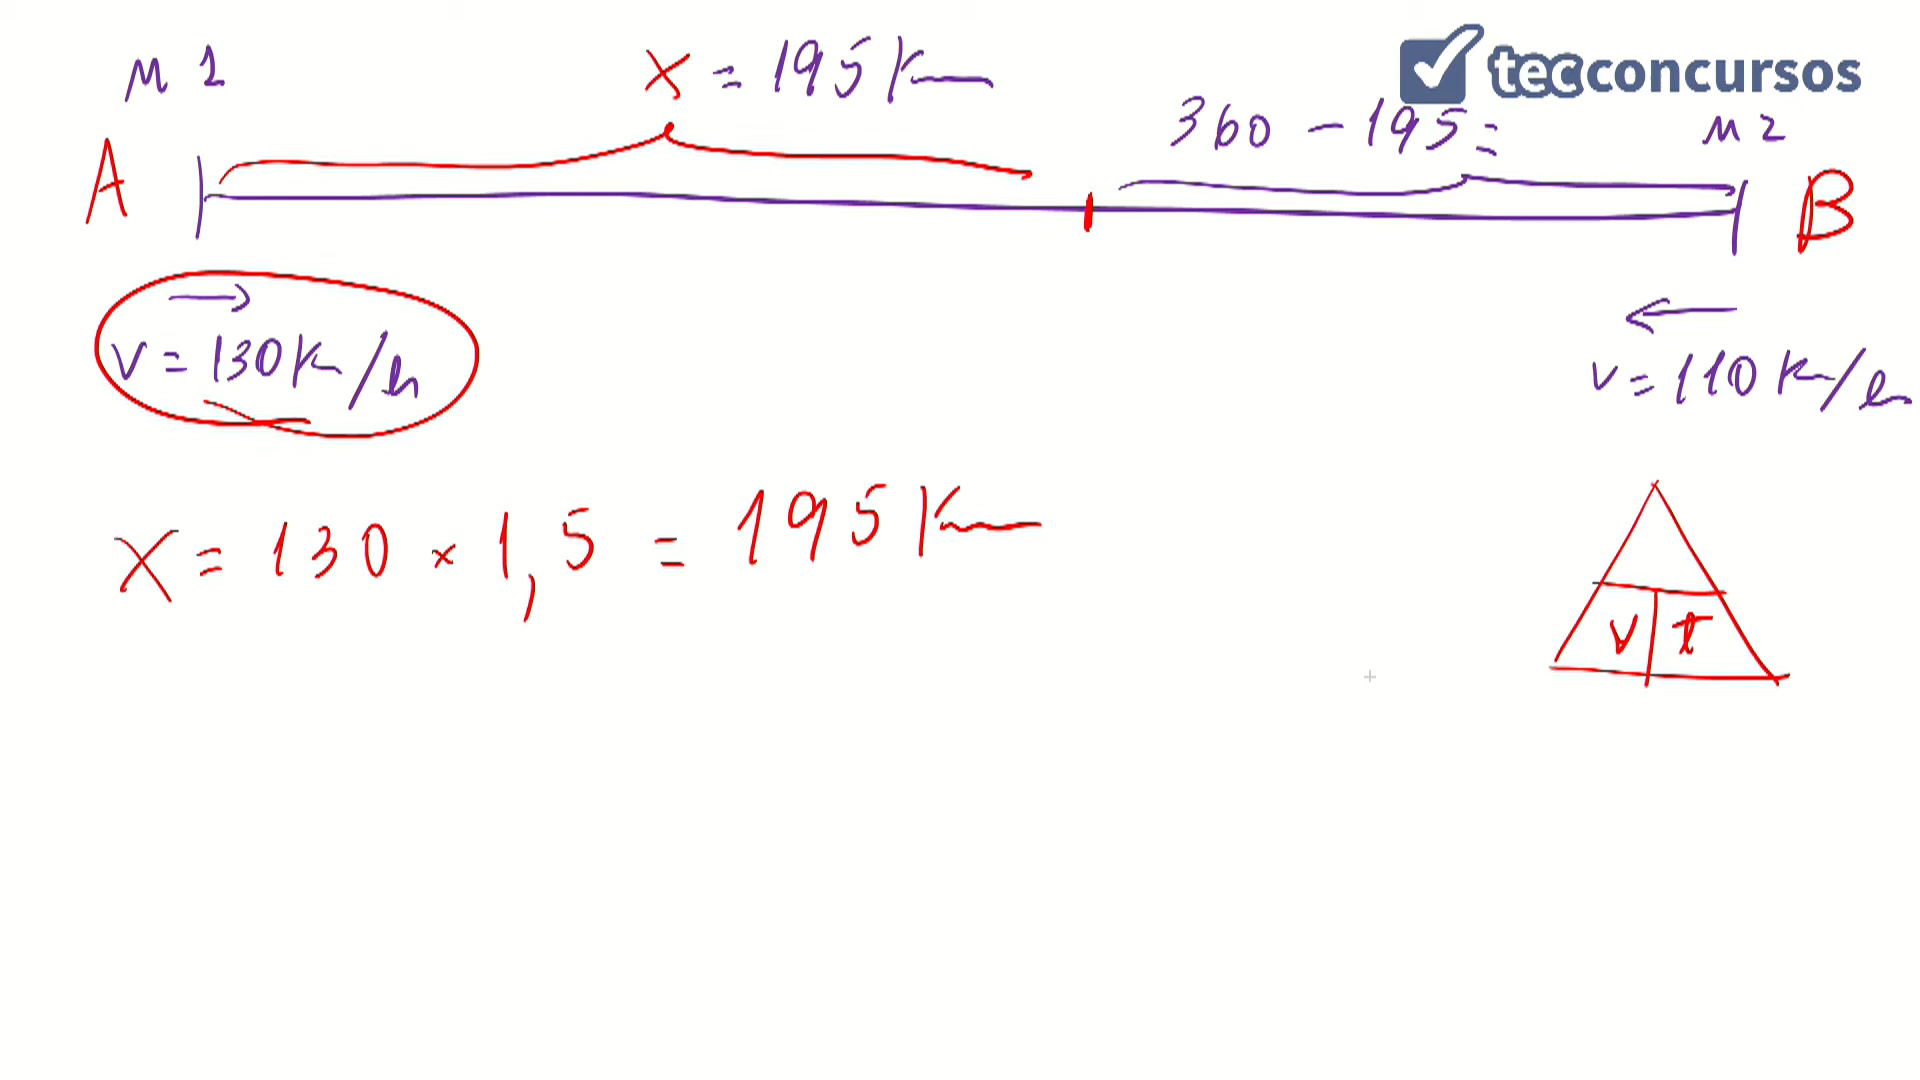 M 1
X = 195 Km
tecconcursos
360 - 195 =
M 2
A
B
V = 130 Km/h
V = 110 Km/h
X = 130 × 1,5 = 195 Km
V t